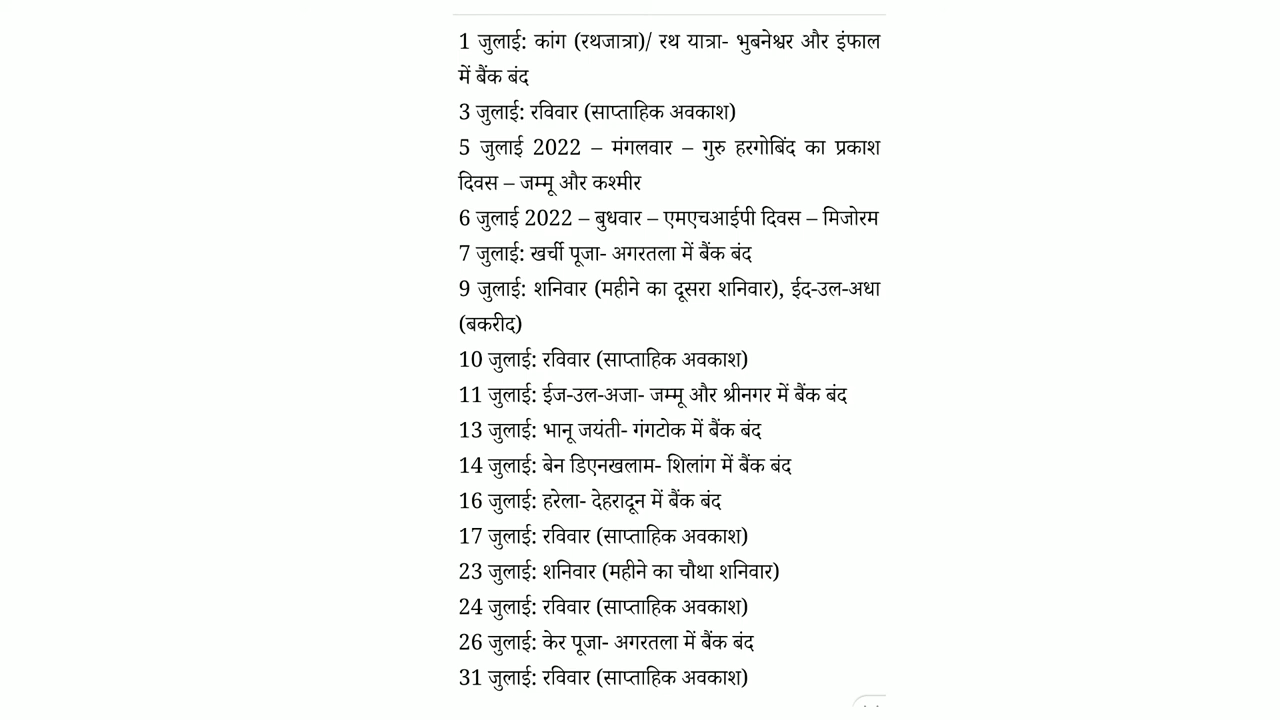 1 जुलाई: कांग (रथजात्रा)/ रथ यात्रा- भुबनेश्वर और इंफाल
में बैंक बंद
3 जुलाई: रविवार (साप्ताहिक अवकाश)
5 जुलाई 2022 – मंगलवार – गुरु हरगोबिंद का प्रकाश
दिवस – जम्मू और कश्मीर
6 जुलाई 2022 – बुधवार – एमएचआईपी दिवस – मिजोरम
7 जुलाई: खर्ची पूजा- अगरतला में बैंक बंद
9 जुलाई: शनिवार (महीने का दूसरा शनिवार), ईद-उल-अधा
(बकरीद)
10 जुलाई: रविवार (साप्ताहिक अवकाश)
11 जुलाई: ईज-उल-अजा- जम्मू और श्रीनगर में बैंक बंद
13 जुलाई: भानू जयंती- गंगटोक में बैंक बंद
14 जुलाई: बेन डिएनखलाम- शिलांग में बैंक बंद
16 जुलाई: हरेला- देहरादून में बैंक बंद
17 जुलाई: रविवार (साप्ताहिक अवकाश)
23 जुलाई: शनिवार (महीने का चौथा शनिवार)
24 जुलाई: रविवार (साप्ताहिक अवकाश)
26 जुलाई: केर पूजा- अगरतला में बैंक बंद
31 जुलाई: रविवार (साप्ताहिक अवकाश)